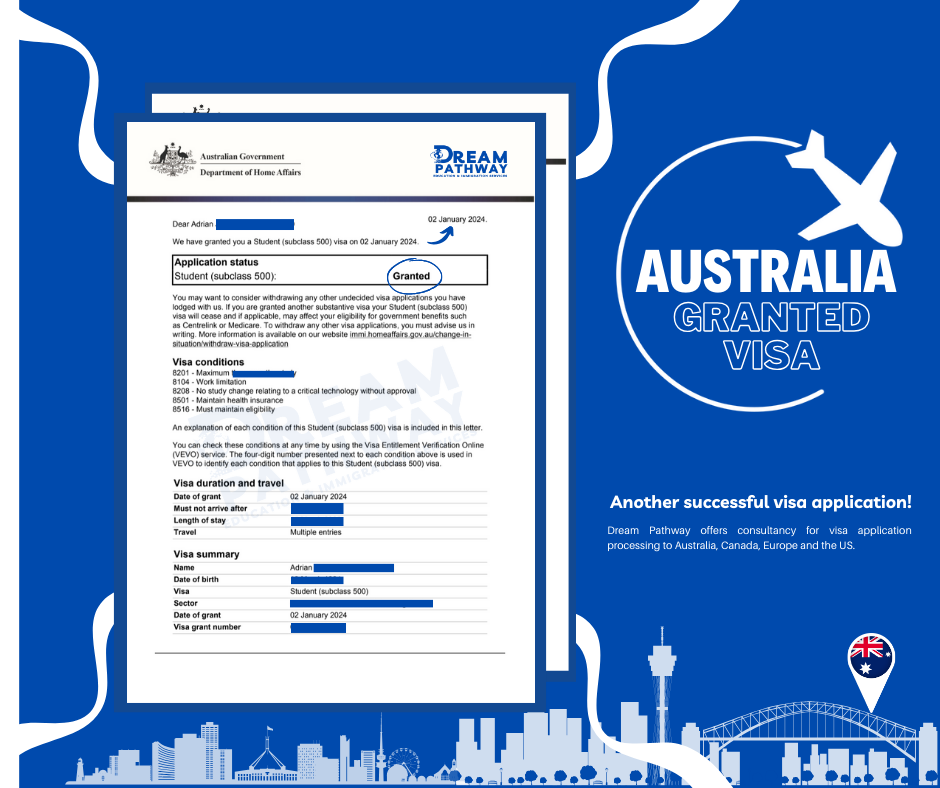 Australian Government
Department of Home Affairs
DREAM
PATHWAY
EDUCATION & IMMIGRATION SERVICES
02 January 2024.
Dear Adrian
We have granted you a Student (subclass 500) visa on 02 January 2024.
Application status
Student (subclass 500): Granted
You may want to consider withdrawing any other undecided visa applications you have
lodged with us. If you are granted another substantive visa your Student (subclass 500)
visa will cease and if applicable, may affect your eligibility for government benefits such
as Centrelink or Medicare. To withdraw any other visa applications, you must advise us in
writing. More information is available on our website immi.homeaffairs.gov.au/change-in-
situation/withdraw-visa-application
Visa conditions
8201 - Maximum
8104 - Work limitation
8208 - No study change relating to a critical technology without approval
8501 - Maintain health insurance
8516 - Must maintain eligibility
An explanation of each condition of this Student (subclass 500) visa is included in this letter.
You can check these conditions at any time by using the Visa Entitlement Verification Online
(VEVO) service. The four-digit number presented next to each condition above is used in
VEVO to identify each condition that applies to this Student (subclass 500) visa.
DREAM
PATHWAY
EDUCATION & IMMIGRATION SERVICES
Visa duration and travel
Date of grant 02 January 2024
Must not arrive after
Length of stay
Travel Multiple entries
Visa summary
Name Adrian
Date of birth
Visa Student (subclass 500)
Sector
Date of grant 02 January 2024
Visa grant number
AUSTRALIA
GRANTED
VISA
Another successful visa application!
Dream Pathway offers consultancy for visa application
processing to Australia, Canada, Europe and the US.